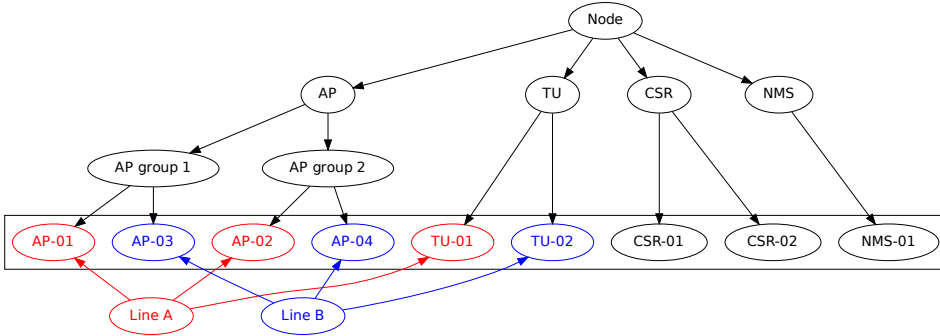 Node
AP
TU
CSR
NMS
AP group 1
AP group 2
AP-01
AP-03
AP-02
AP-04
TU-01
TU-02
CSR-01
CSR-02
NMS-01
Line A
Line B